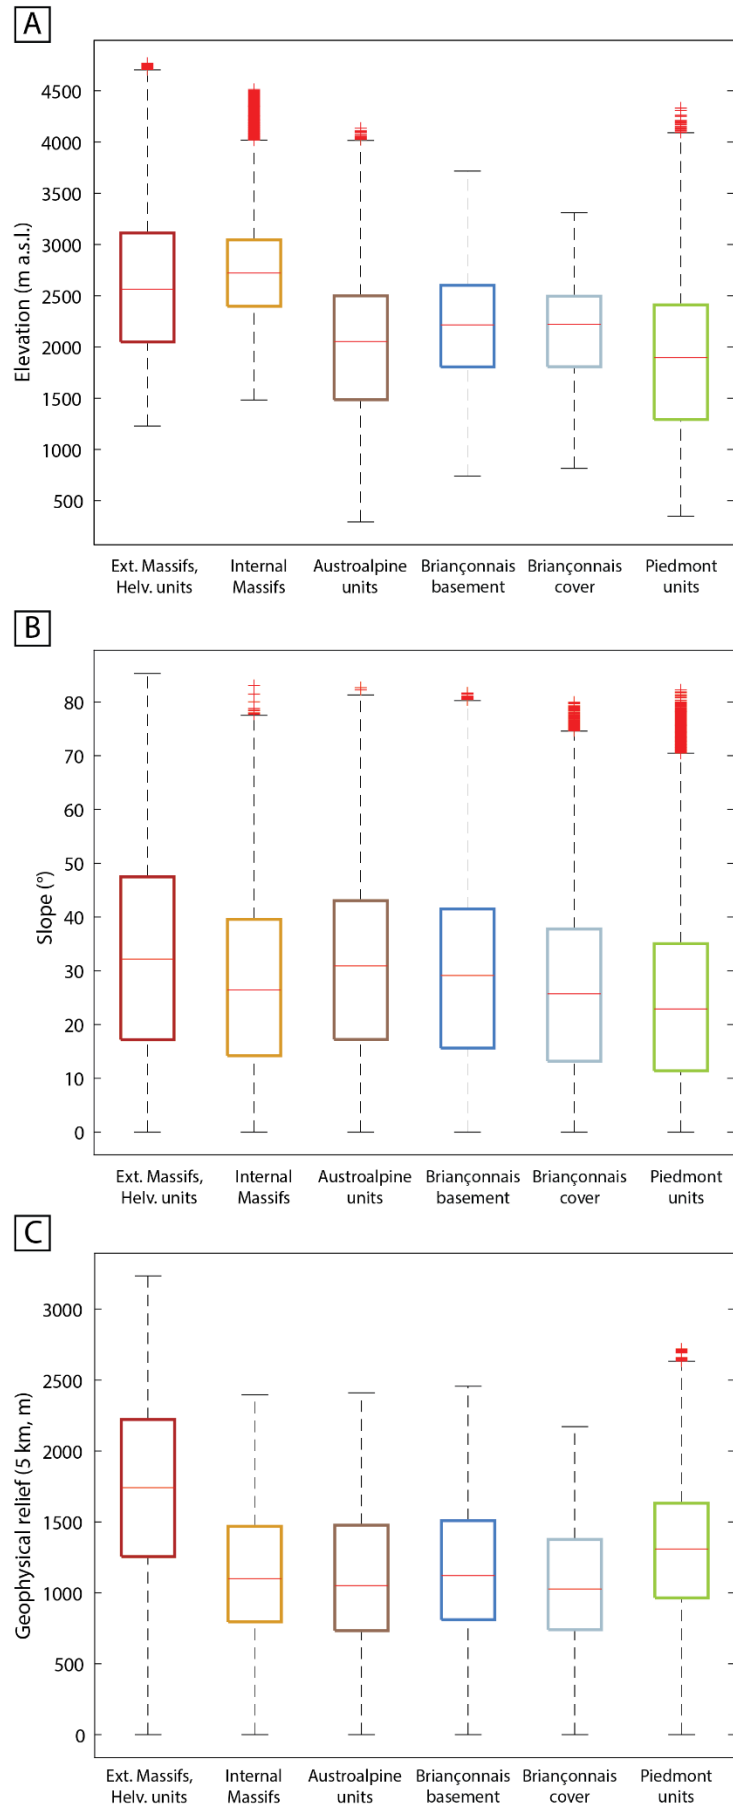 A
4500
4000
3500
3000
2500
2000
1500
1000
500
Elevation (m a.s.l.)
Ext. Massifs,
Helv. units
Internal
Massifs
Austroalpine
units
Briançonnais
basement
Briançonnais
cover
Piedmont
units
B
80
70
60
50
40
30
20
10
0
Slope (°)
Ext. Massifs,
Helv. units
Internal
Massifs
Austroalpine
units
Briançonnais
basement
Briançonnais
cover
Piedmont
units
C
3000
2500
2000
1500
1000
500
0
Geophysical relief (5 km, m)
Ext. Massifs,
Helv. units
Internal
Massifs
Austroalpine
units
Briançonnais
basement
Briançonnais
cover
Piedmont
units